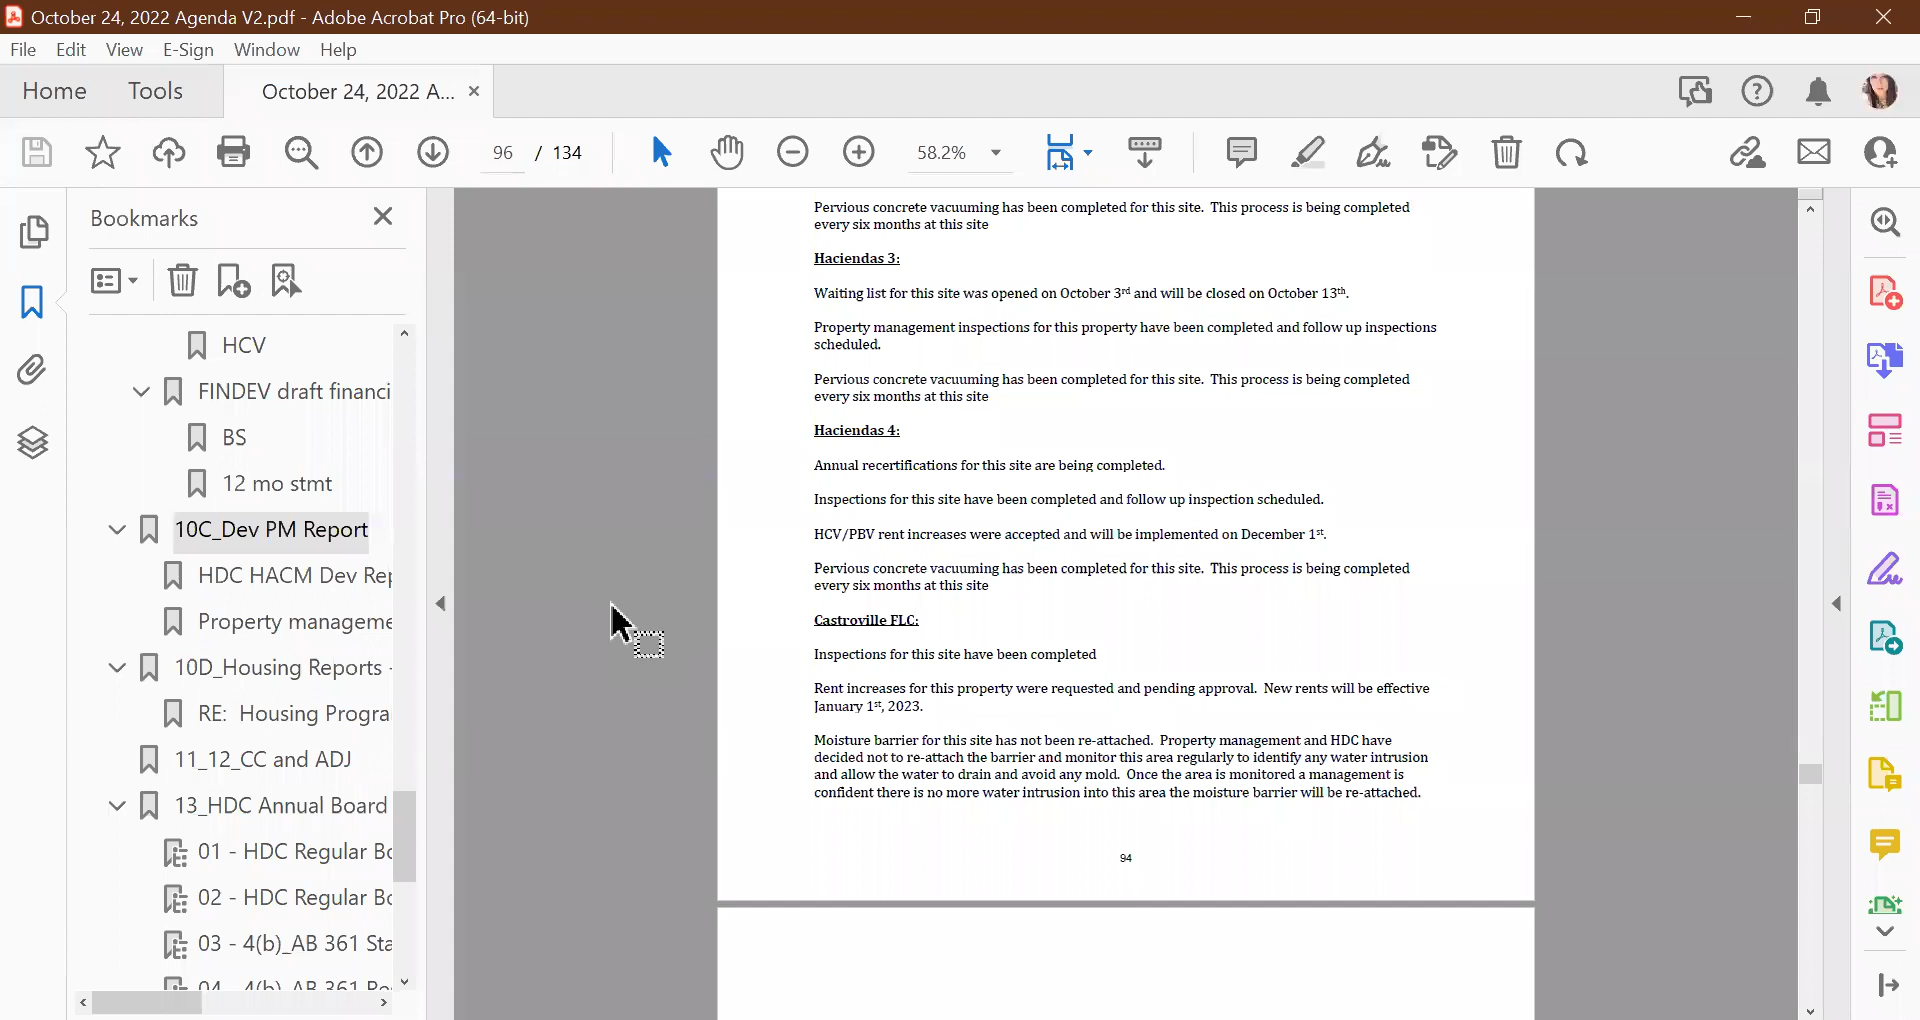 October 24, 2022 Agenda V2.pdf - Adobe Acrobat Pro (64-bit)
File Edit View E-Sign Window Help
Home Tools October 24, 2022 A...
96 / 134 58.2%
Bookmarks
HCV
FINDEV draft financi
BS
12 mo stmt
10C_Dev PM Report
HDC HACM Dev Rep
Property manageme
10D_Housing Reports -
RE: Housing Progra
11_12_CC and ADJ
13_HDC Annual Board
01 - HDC Regular Bo
02 - HDC Regular Bo
03 - 4(b)_AB 361 Sta
04 - 4(b)_AB 361 Re
Pervious concrete vacuuming has been completed for this site. This process is being completed
every six months at this site
Haciendas 3:
Waiting list for this site was opened on October 3rd and will be closed on October 13th.
Property management inspections for this property have been completed and follow up inspections
scheduled.
Pervious concrete vacuuming has been completed for this site. This process is being completed
every six months at this site
Haciendas 4:
Annual recertifications for this site are being completed.
Inspections for this site have been completed and follow up inspection scheduled.
HCV/PBV rent increases were accepted and will be implemented on December 1st.
Pervious concrete vacuuming has been completed for this site. This process is being completed
every six months at this site
Castroville FLC:
Inspections for this site have been completed
Rent increases for this property were requested and pending approval. New rents will be effective
January 1st, 2023.
Moisture barrier for this site has not been re-attached. Property management and HDC have
decided not to re-attach the barrier and monitor this area regularly to identify any water intrusion
and allow the water to drain and avoid any mold. Once the area is monitored a management is
confident there is no more water intrusion into this area the moisture barrier will be re-attached.
94